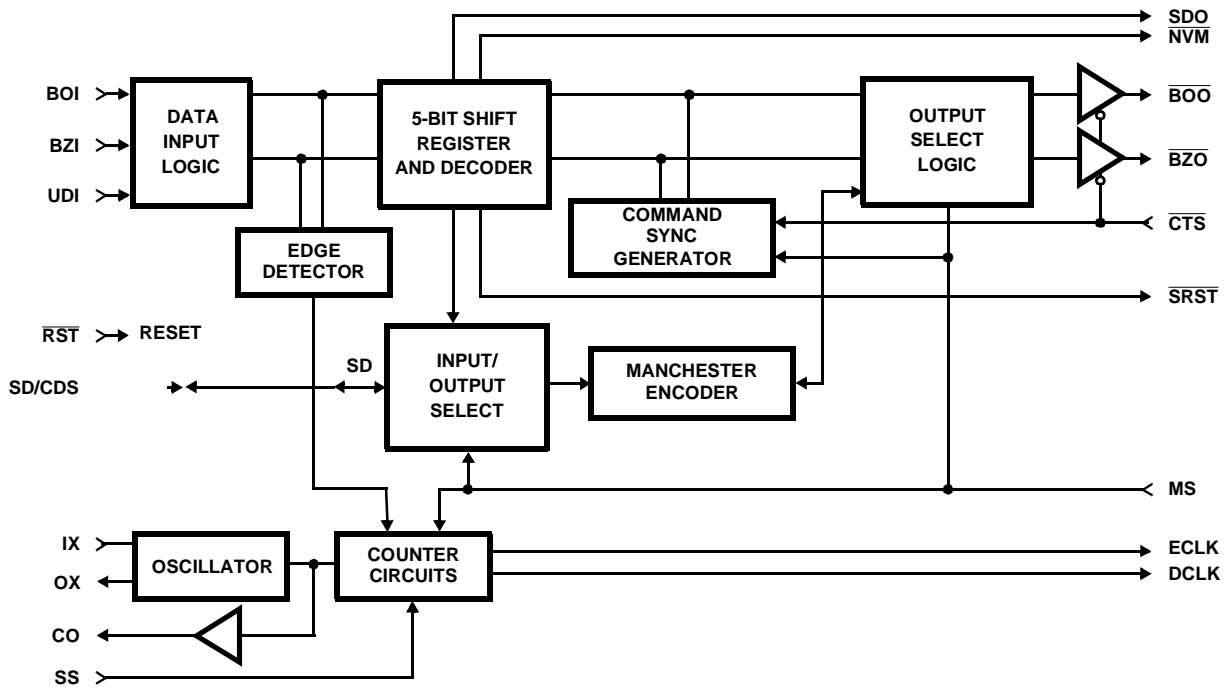 SDO
NVM
BOI
BZI
UDI
DATA
INPUT
LOGIC
5-BIT SHIFT
REGISTER
AND DECODER
OUTPUT
SELECT
LOGIC
BOO
BZO
CTS
COMMAND
SYNC
GENERATOR
EDGE
DETECTOR
SRST
RST
RESET
SD/CDS
SD
INPUT/
OUTPUT
SELECT
MANCHESTER
ENCODER
MS
IX
OX
OSCILLATOR
COUNTER
CIRCUITS
ECLK
DCLK
CO
SS